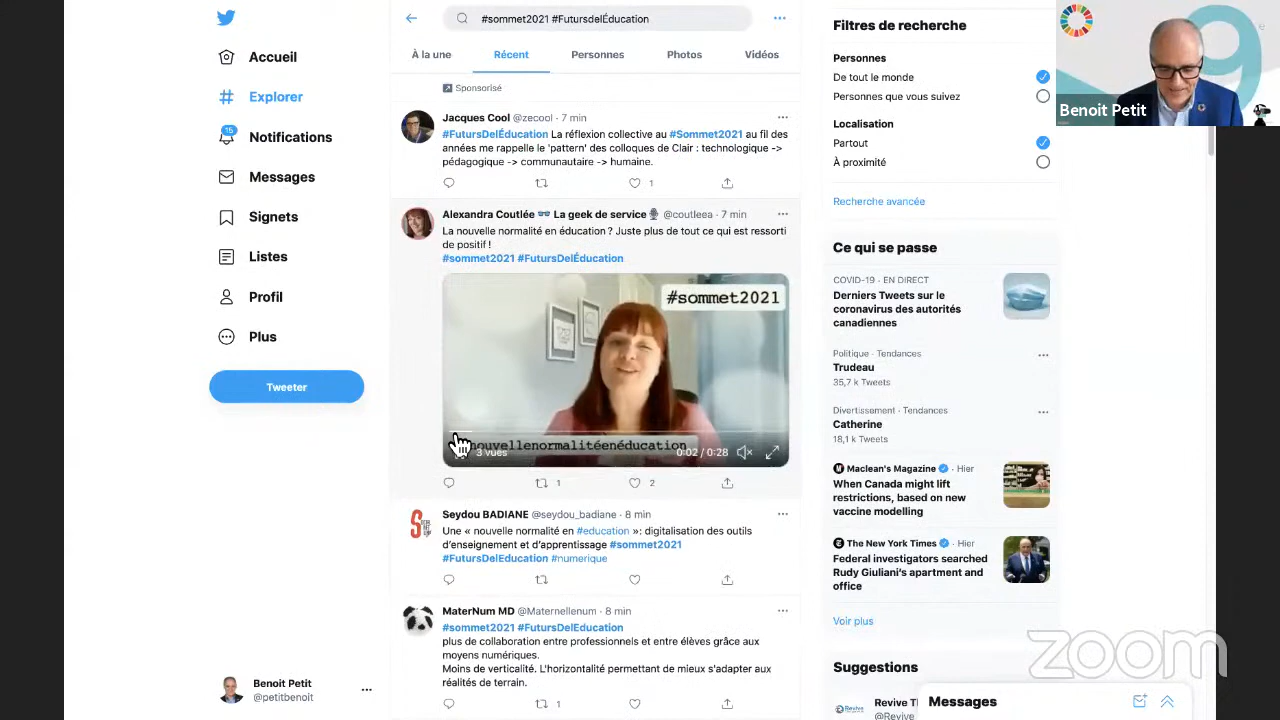 Accueil
Explorer
15
Notifications
Messages
Signets
Listes
Profil
Plus
Tweeter
Benoit Petit
@petitbenoit
#sommet2021 #FutursdelÉducation
À la une
Récent
Personnes
Photos
Vidéos
Sponsorisé
Jacques Cool @zecool · 7 min
#FutursDelÉducation La réflexion collective au #Sommet2021 au fil des
années me rappelle le 'pattern' des colloques de Clair : technologique ->
pédagogique -> communautaire -> humaine.
1
Alexandra Coutlée 👓 La geek de service 🎙 @coutleea · 7 min
La nouvelle normalité en éducation ? Juste plus de tout ce qui est ressorti
de positif !
#sommet2021 #FutursDelÉducation
#sommet2021
nouvellenormalitéenéducation
3 vues
0:02 / 0:28
1
2
Seydou BADIANE @seydou_badiane · 8 min
Une « nouvelle normalité en #education »: digitalisation des outils
d'enseignement et d'apprentissage #sommet2021
#FutursDelEducation #numerique
MaterNum MD @Maternellenum · 8 min
#sommet2021 #FutursDelEducation
plus de collaboration entre professionnels et entre élèves grâce aux
moyens numériques.
Moins de verticalité. L'horizontalité permettant de mieux s'adapter aux
réalités de terrain.
1
Filtres de recherche
Personnes
De tout le monde
Personnes que vous suivez
Localisation
Partout
À proximité
Recherche avancée
Ce qui se passe
COVID-19 · EN DIRECT
Derniers Tweets sur le
coronavirus des autorités
canadiennes
Politique · Tendances
Trudeau
35,7 k Tweets
Divertissement · Tendances
Catherine
18,1 k Tweets
Maclean's Magazine · Hier
When Canada might lift
restrictions, based on new
vaccine modelling
The New York Times · Hier
Federal investigators searched
Rudy Giuliani's apartment and
office
Voir plus
Suggestions
Revive
@Revive
Messages
Benoit Petit
zoom